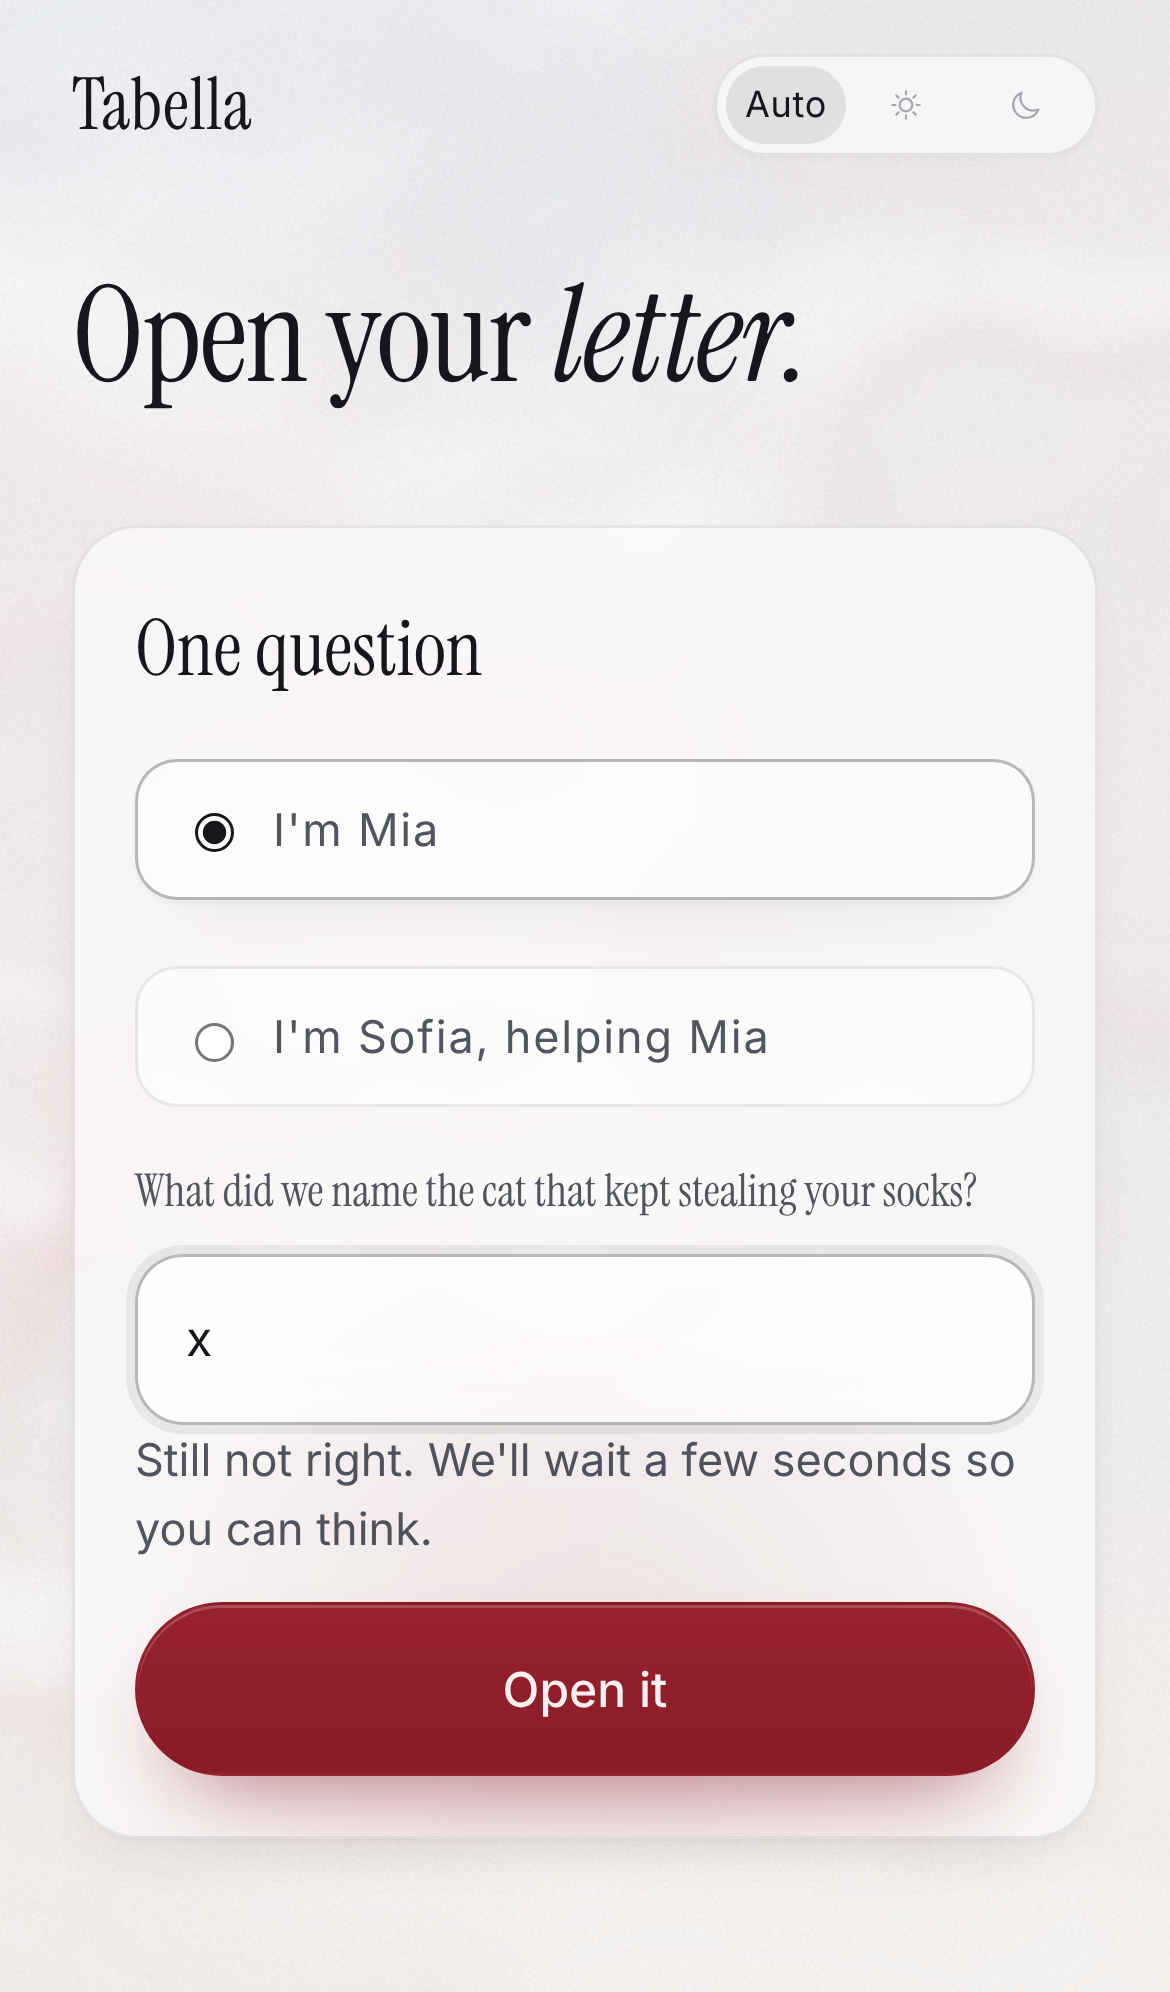 Tabella
Auto
Open your letter.
One question
I'm Mia
I'm Sofia, helping Mia
What did we name the cat that kept stealing your socks?
x
Still not right. We'll wait a few seconds so
you can think.
Open it